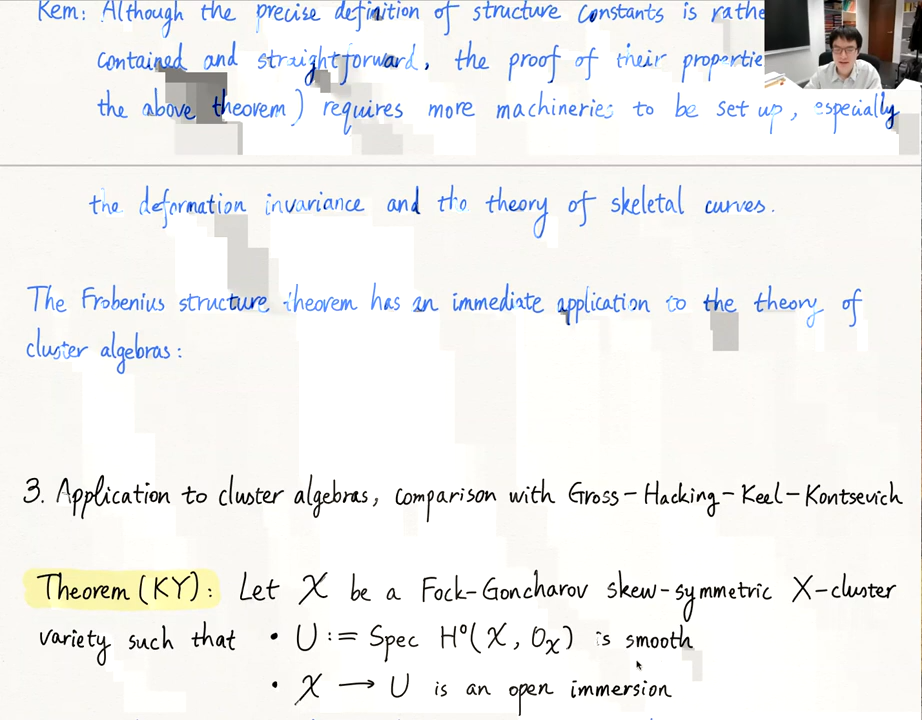 Rem: Although the precise definition of structure constants is rathe
contained and straightforward, the proof of their propertie
the above theorem) requires more machineries to be set up, especially
the deformation invariance and the theory of skeletal curves.
The Frobenius structure theorem has an immediate application to the theory of
cluster algebras:
3. Application to cluster algebras, comparison with Gross-Hacking-Keel-Kontsevich
Theorem (KY): Let X be a Fock-Goncharov skew-symmetric X-cluster
variety such that • U := Spec H⁰(X, O_X) is smooth
• X → U is an open immersion